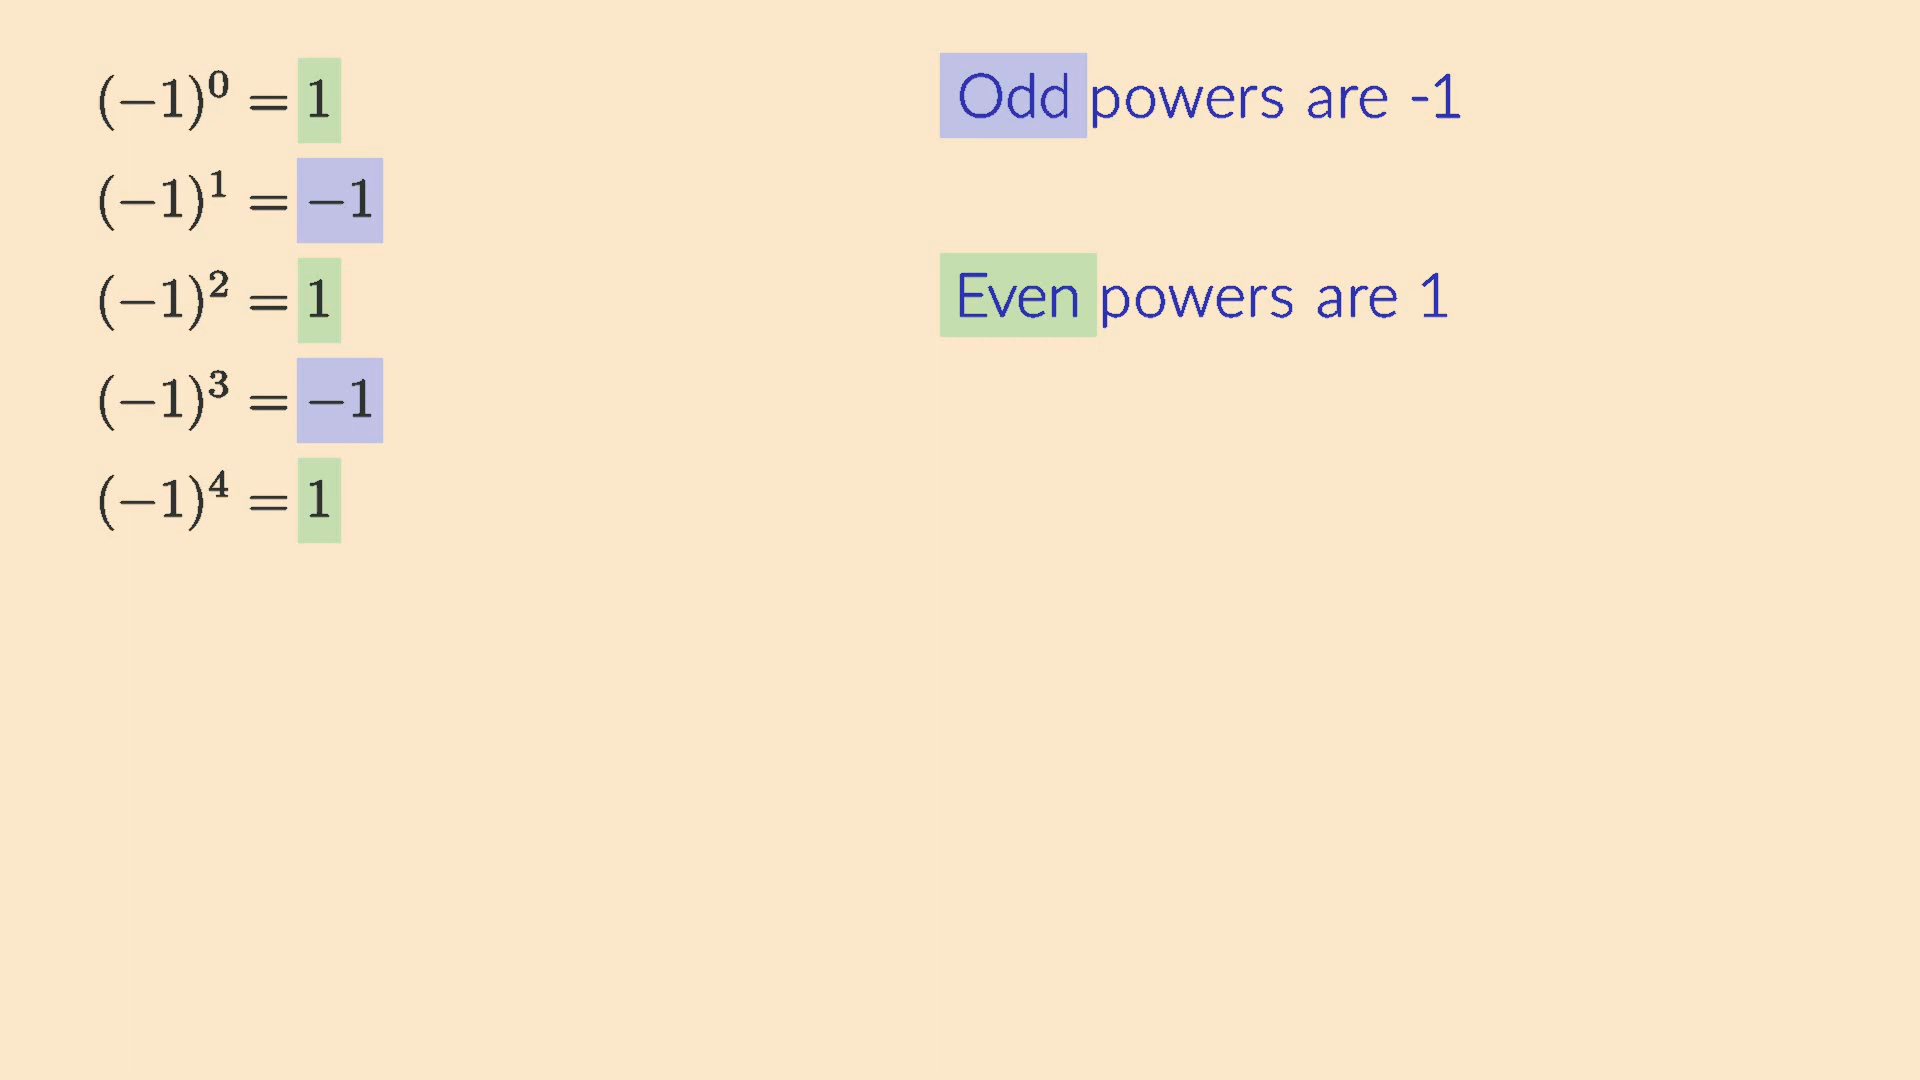 (−1)⁰ = 1
(−1)¹ = −1
(−1)² = 1
(−1)³ = −1
(−1)⁴ = 1
Odd powers are -1
Even powers are 1